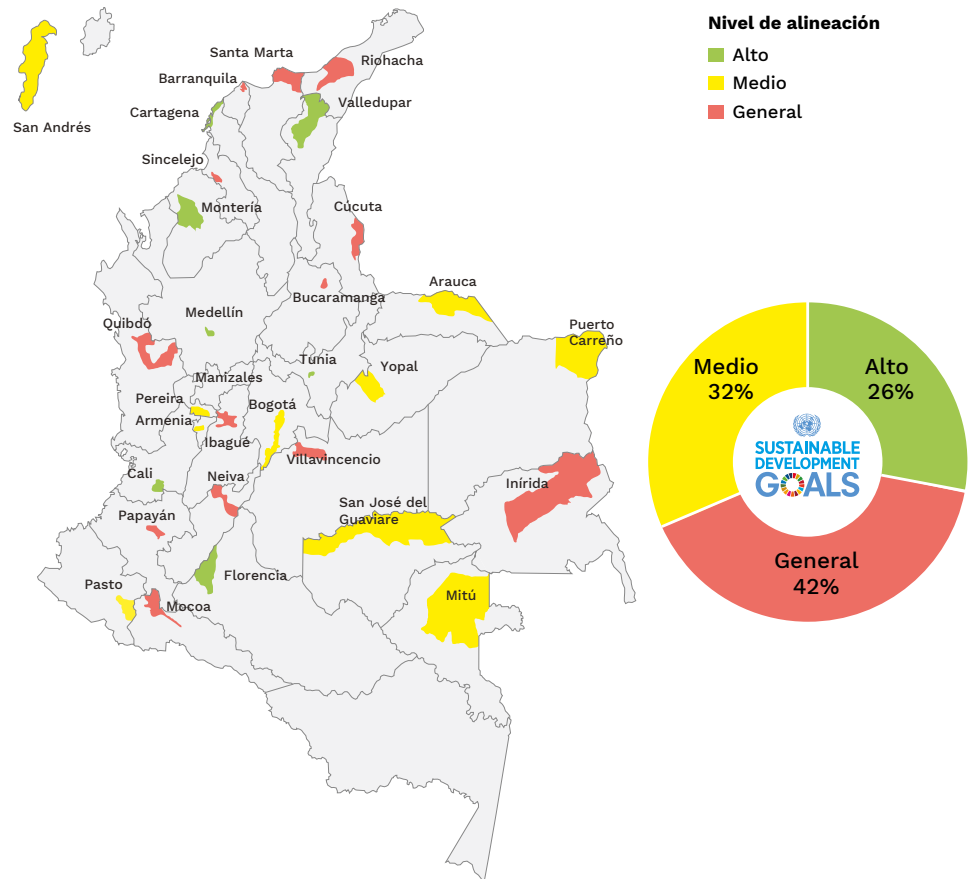 Nivel de alineación
Alto
Medio
General
San Andrés
Santa Marta
Riohacha
Barranquila
Cartagena
Valledupar
Sincelejo
Montería
Cúcuta
Bucaramanga
Arauca
Medellín
Quibdó
Puerto
Carreño
Tunia
Yopal
Manizales
Pereira
Armenia
Bogotá
Ibagué
Villavincencio
Cali
Neiva
Inírida
San José del
Guaviare
Papayán
Florencia
Pasto
Mocoa
Mitú
Medio
32%
Alto
26%
SUSTAINABLE
DEVELOPMENT
GOALS
General
42%